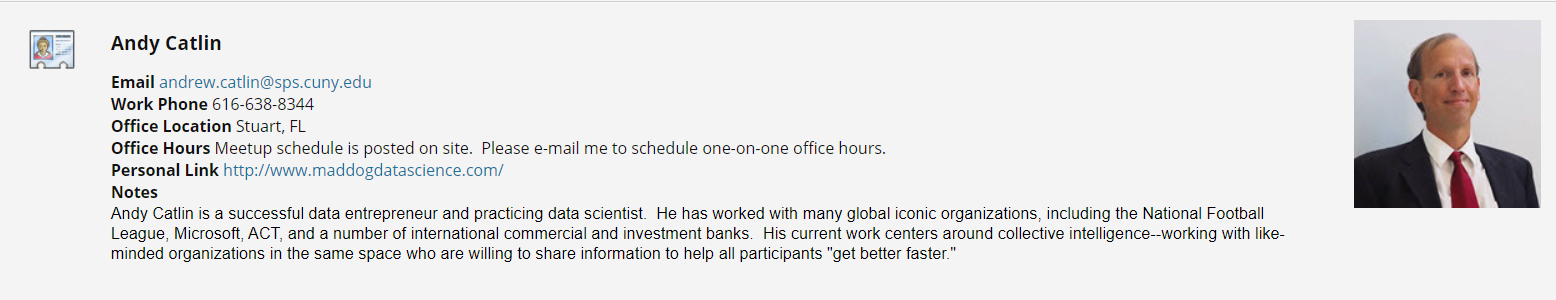 Andy Catlin
Email andrew.catlin@sps.cuny.edu
Work Phone 616-638-8344
Office Location Stuart, FL
Office Hours Meetup schedule is posted on site.  Please e-mail me to schedule one-on-one office hours.
Personal Link http://www.maddogdatascience.com/
Notes
Andy Catlin is a successful data entrepreneur and practicing data scientist.  He has worked with many global iconic organizations, including the National Football
League, Microsoft, ACT, and a number of international commercial and investment banks.  His current work centers around collective intelligence--working with like-
minded organizations in the same space who are willing to share information to help all participants "get better faster."